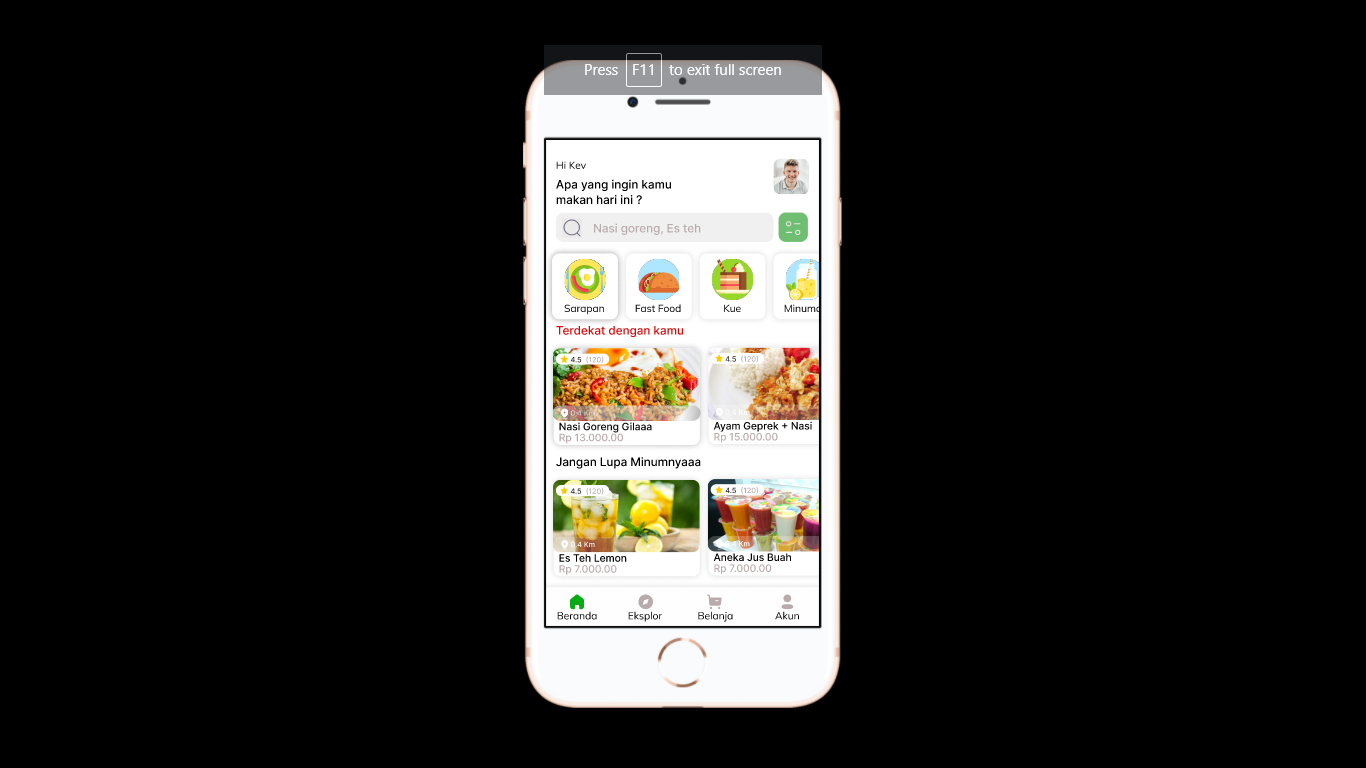 Press F11 to exit full screen
Hi Kev
Apa yang ingin kamu
makan hari ini ?
Nasi goreng, Es teh
Sarapan
Fast Food
Kue
Minum
Terdekat dengan kamu
4.5 (120)
4.5 (120)
0.4 Km
0.4 Km
Nasi Goreng Gilaaa
Rp 13.000.00
Ayam Geprek + Nasi
Rp 15.000.00
Jangan Lupa Minumnyaaa
4.5 (120)
4.5 (120)
0.4 Km
0.4 Km
Es Teh Lemon
Rp 7.000.00
Aneka Jus Buah
Rp 7.000.00
Beranda
Eksplor
Belanja
Akun